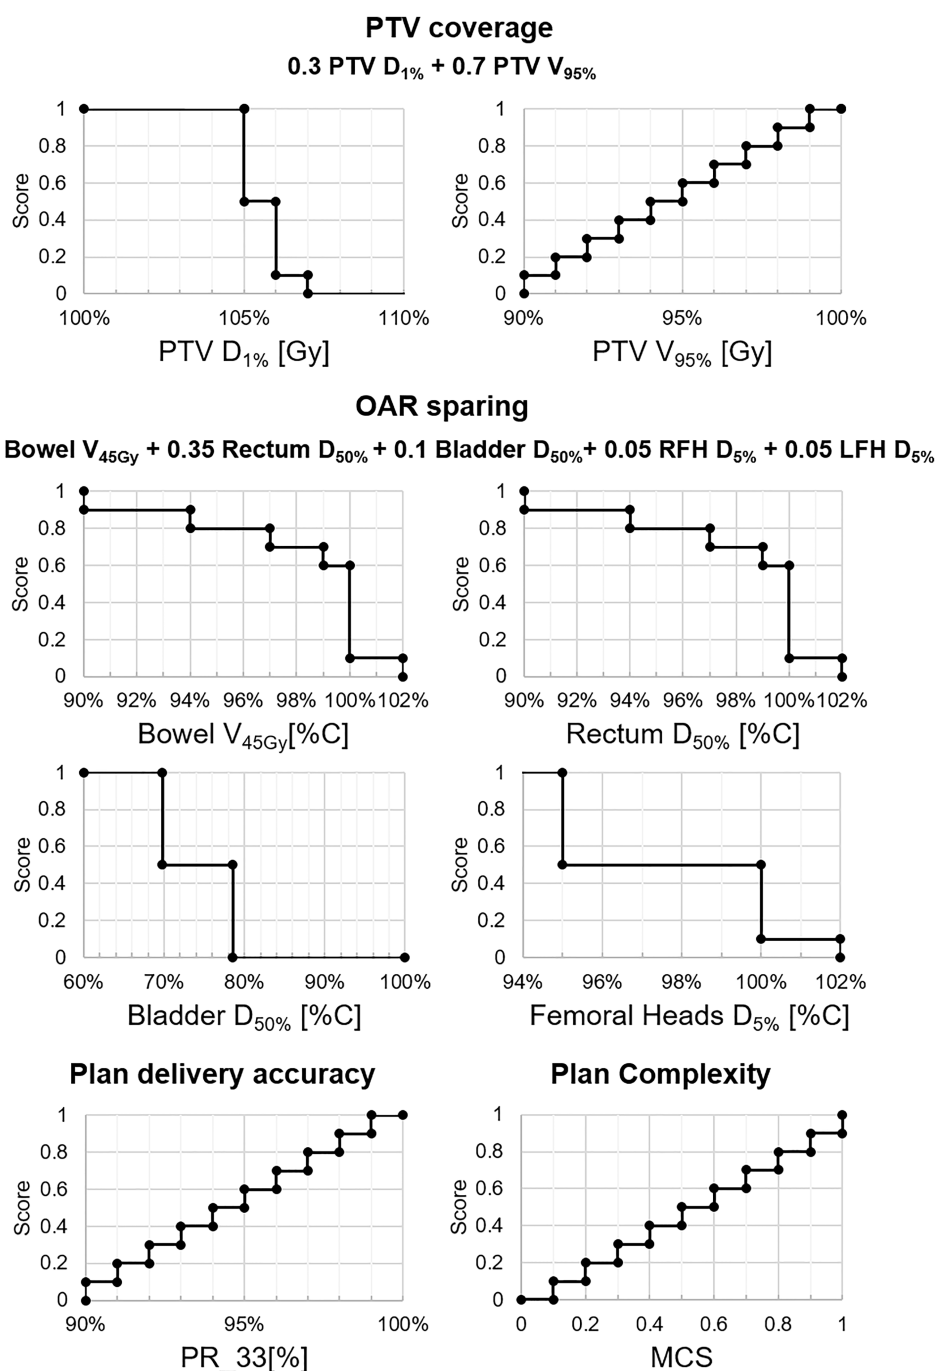 PTV coverage
0.3 PTV D1% + 0.7 PTV V95%
1
0.8
0.6
0.4
0.2
0
Score
100% 105% 110%
PTV D1% [Gy]
1
0.8
0.6
0.4
0.2
0
Score
90% 95% 100%
PTV V95% [Gy]
OAR sparing
Bowel V45Gy + 0.35 Rectum D50% + 0.1 Bladder D50%+ 0.05 RFH D5% + 0.05 LFH D5%
1
0.8
0.6
0.4
0.2
0
Score
90% 92% 94% 96% 98% 100% 102%
Bowel V45Gy[%C]
1
0.8
0.6
0.4
0.2
0
Score
90% 92% 94% 96% 98% 100% 102%
Rectum D50% [%C]
1
0.8
0.6
0.4
0.2
0
Score
60% 70% 80% 90% 100%
Bladder D50% [%C]
1
0.8
0.6
0.4
0.2
0
Score
94% 96% 98% 100% 102%
Femoral Heads D5% [%C]
Plan delivery accuracy
1
0.8
0.6
0.4
0.2
0
Score
90% 95% 100%
PR_33[%]
Plan Complexity
1
0.8
0.6
0.4
0.2
0
Score
0 0.2 0.4 0.6 0.8 1
MCS